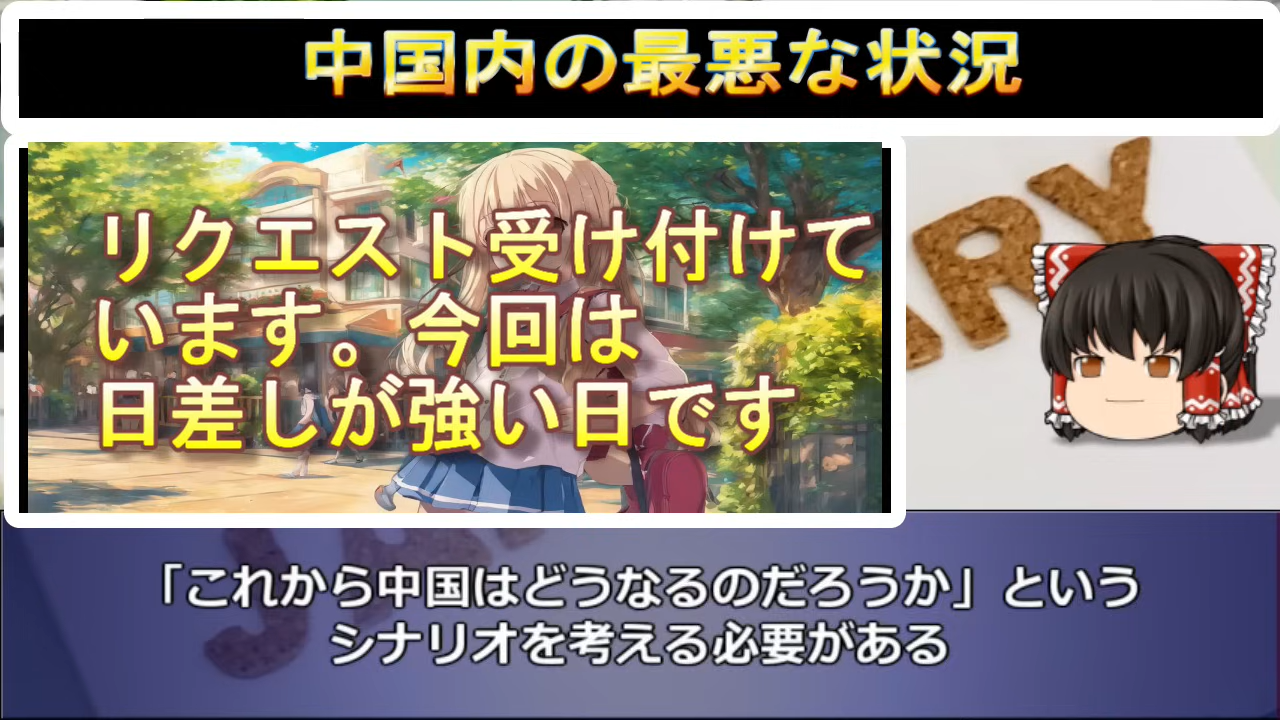 中国内の最悪な状況
リクエスト受け付けて
います。今回は
日差しが強い日です
ARY
JA
「これから中国はどうなるのだろうか」という
シナリオを考える必要がある